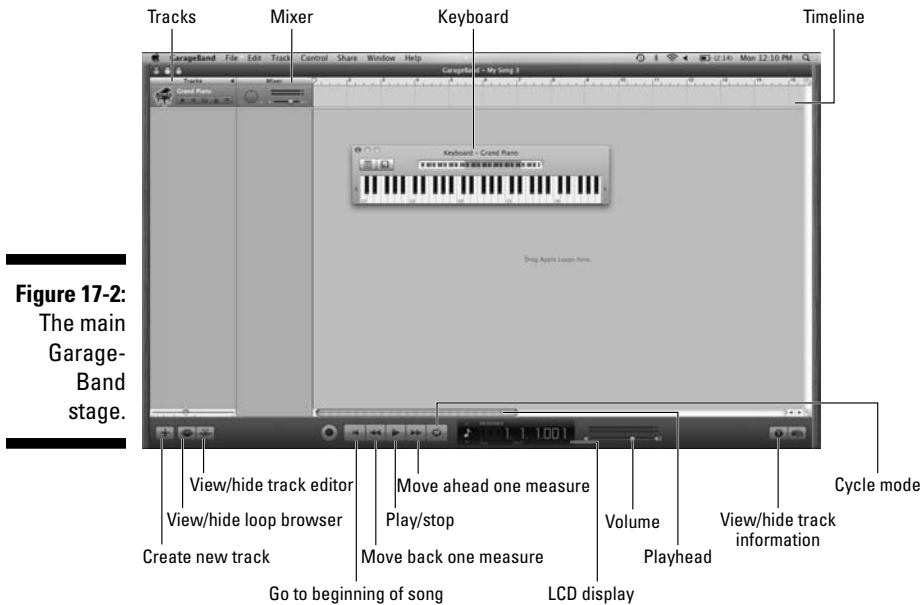 Tracks
Mixer
Keyboard
Timeline
GarageBand File Edit Track Control Share Window Help
(2:14) Mon 12:10 PM
GarageBand – My Song 3
Tracks
Mixer
Grand Piano
Keyboard – Grand Piano
Drag Apple Loops here.
1. 1. 1.001
Figure 17-2:
The main
Garage-
Band
stage.
View/hide track editor
Move ahead one measure
Cycle mode
View/hide loop browser
Play/stop
Volume
View/hide track
information
Create new track
Move back one measure
Playhead
Go to beginning of song
LCD display